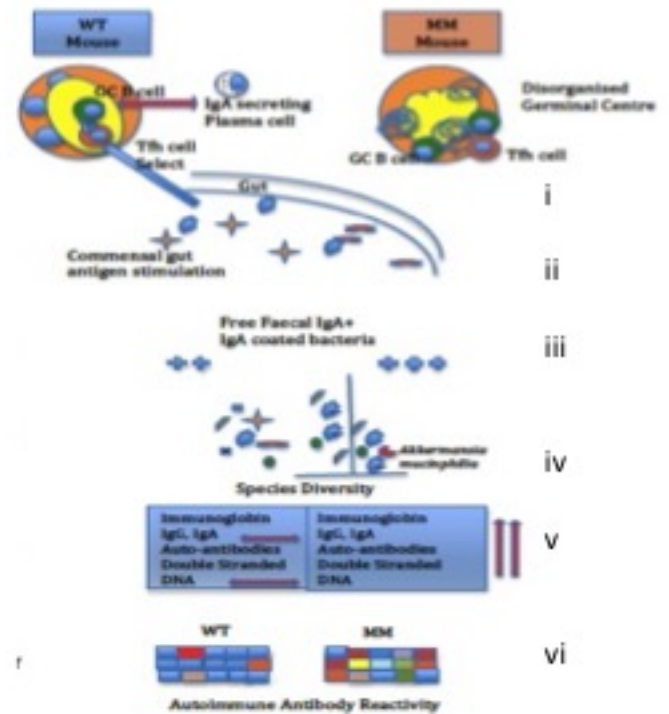 WT
Mouse
MM
Mouse
GC B cell
IgA secreting
Plasma cell
Disorganised
Germinal Centre
Tfh cell
Select
GC B cell
Tfh cell
Gut
i
Commensal gut
antigen stimulation
ii
Free Faecal IgA+
IgA coated bacteria
iii
Akkermansia
muciniphilia
iv
Species Diversity
Immunoglobin
IgG, IgA
Auto-antibodies
Double Stranded
DNA
Immunoglobin
IgG, IgA
Auto-antibodies
Double Stranded
DNA
v
WT
MM
vi
r
Autoimmune Antibody Reactivity